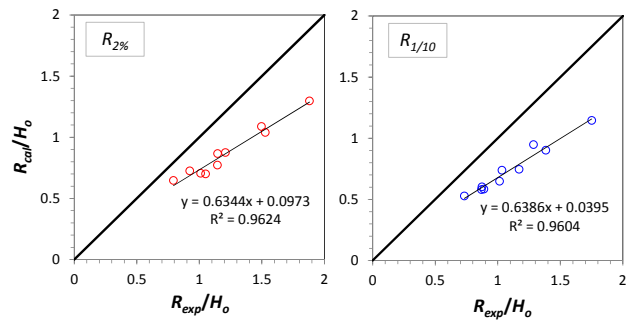 R2%
2
1.5
1
0.5
0
Rcal/Ho
y = 0.6344x + 0.0973
R² = 0.9624
0 0.5 1 1.5 2
Rexp/Ho
R1/10
2
1.5
1
0.5
0
y = 0.6386x + 0.0395
R² = 0.9604
0 0.5 1 1.5 2
Rexp/Ho